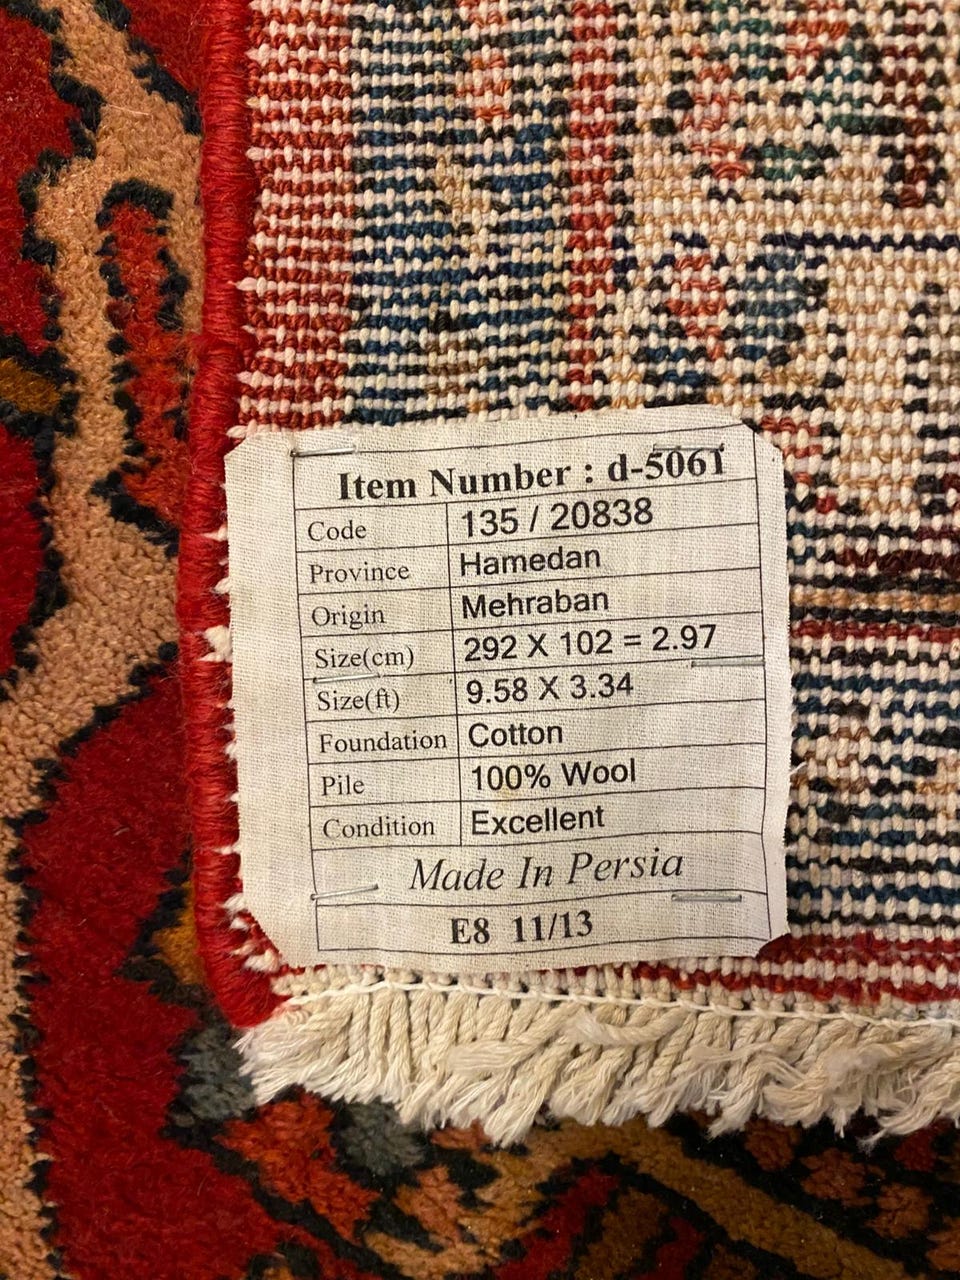 Item Number : d-5061
Code 135 / 20838
Province Hamedan
Origin Mehraban
Size(cm) 292 X 102 = 2.97
Size(ft) 9.58 X 3.34
Foundation Cotton
Pile 100% Wool
Condition Excellent
Made In Persia
E8 11/13